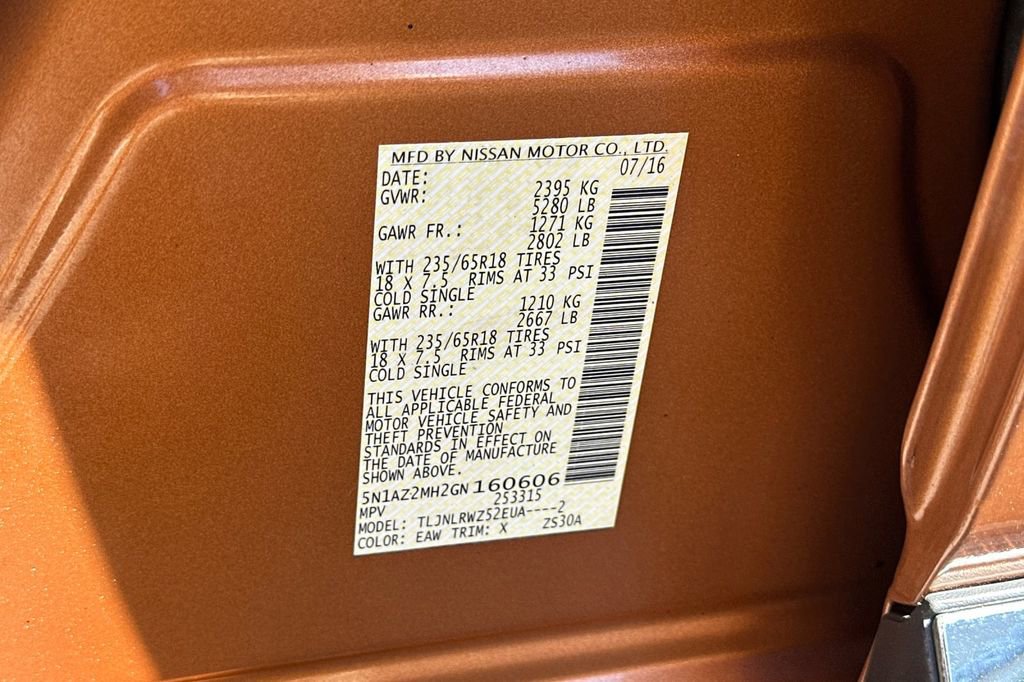 MFD BY NISSAN MOTOR CO., LTD.
DATE: 07/16
GVWR: 2395 KG
5280 LB
GAWR FR.: 1271 KG
2802 LB
WITH 235/65R18 TIRES
18 X 7.5 RIMS AT 33 PSI
COLD SINGLE
GAWR RR.: 1210 KG
2667 LB
WITH 235/65R18 TIRES
18 X 7.5 RIMS AT 33 PSI
COLD SINGLE
THIS VEHICLE CONFORMS TO
ALL APPLICABLE FEDERAL
MOTOR VEHICLE SAFETY AND
THEFT PREVENTION
STANDARDS IN EFFECT ON
THE DATE OF MANUFACTURE
SHOWN ABOVE.
5N1AZ2MH2GN160606
MPV 253315
MODEL: TLJNLRWZ52EUA----2
COLOR: EAW TRIM: X ZS30A